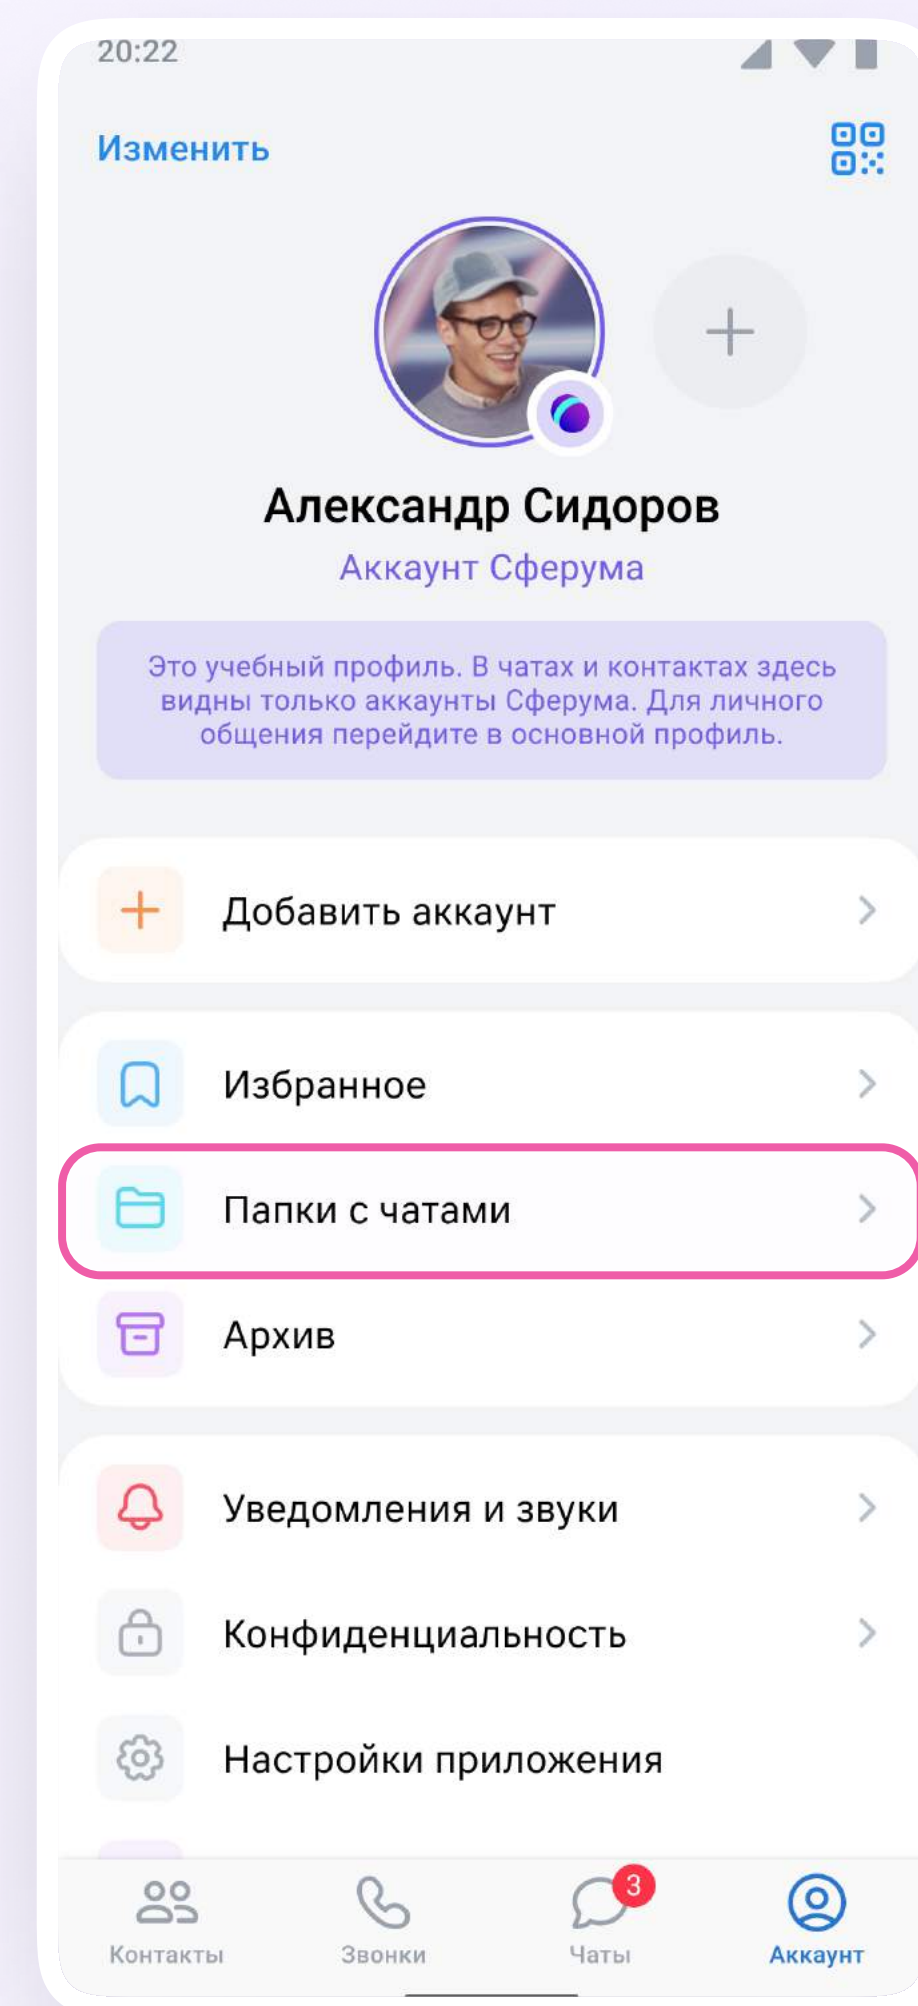 20:22
Изменить
Александр Сидоров
Аккаунт Сферума
Это учебный профиль. В чатах и контактах здесь
видны только аккаунты Сферума. Для личного
общения перейдите в основной профиль.
Добавить аккаунт
Избранное
Папки с чатами
Архив
Уведомления и звуки
Конфиденциальность
Настройки приложения
3
Контакты Звонки Чаты Аккаунт